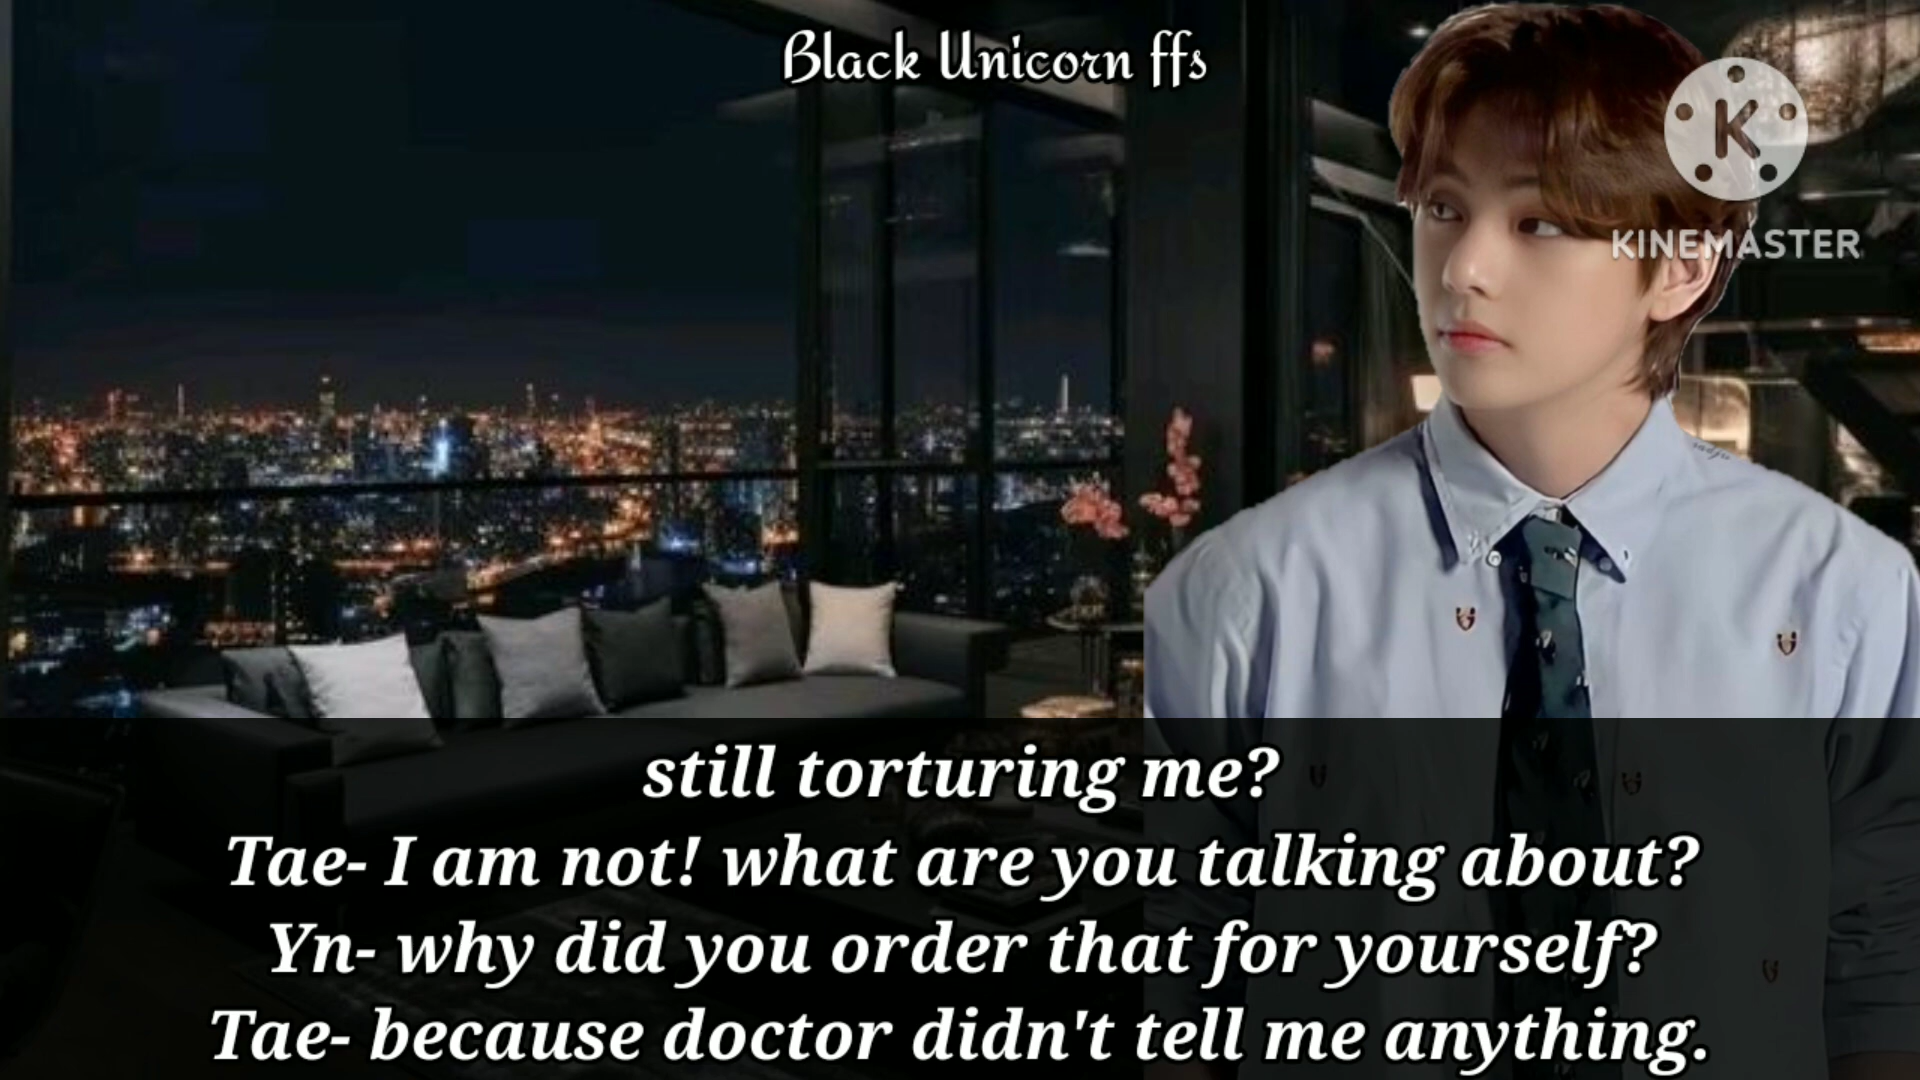 Black Unicorn ffs
K
KINEMASTER
still torturing me?
Tae- I am not! what are you talking about?
Yn- why did you order that for yourself?
Tae- because doctor didn't tell me anything.